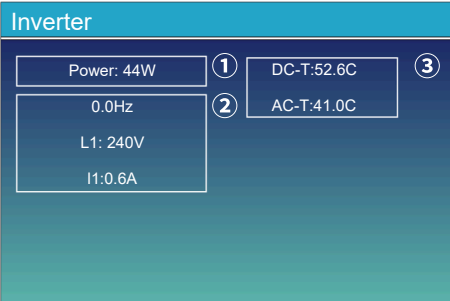 Inverter
Power: 44W
①
0.0Hz
②
L1: 240V
I1:0.6A
DC-T:52.6C
③
AC-T:41.0C